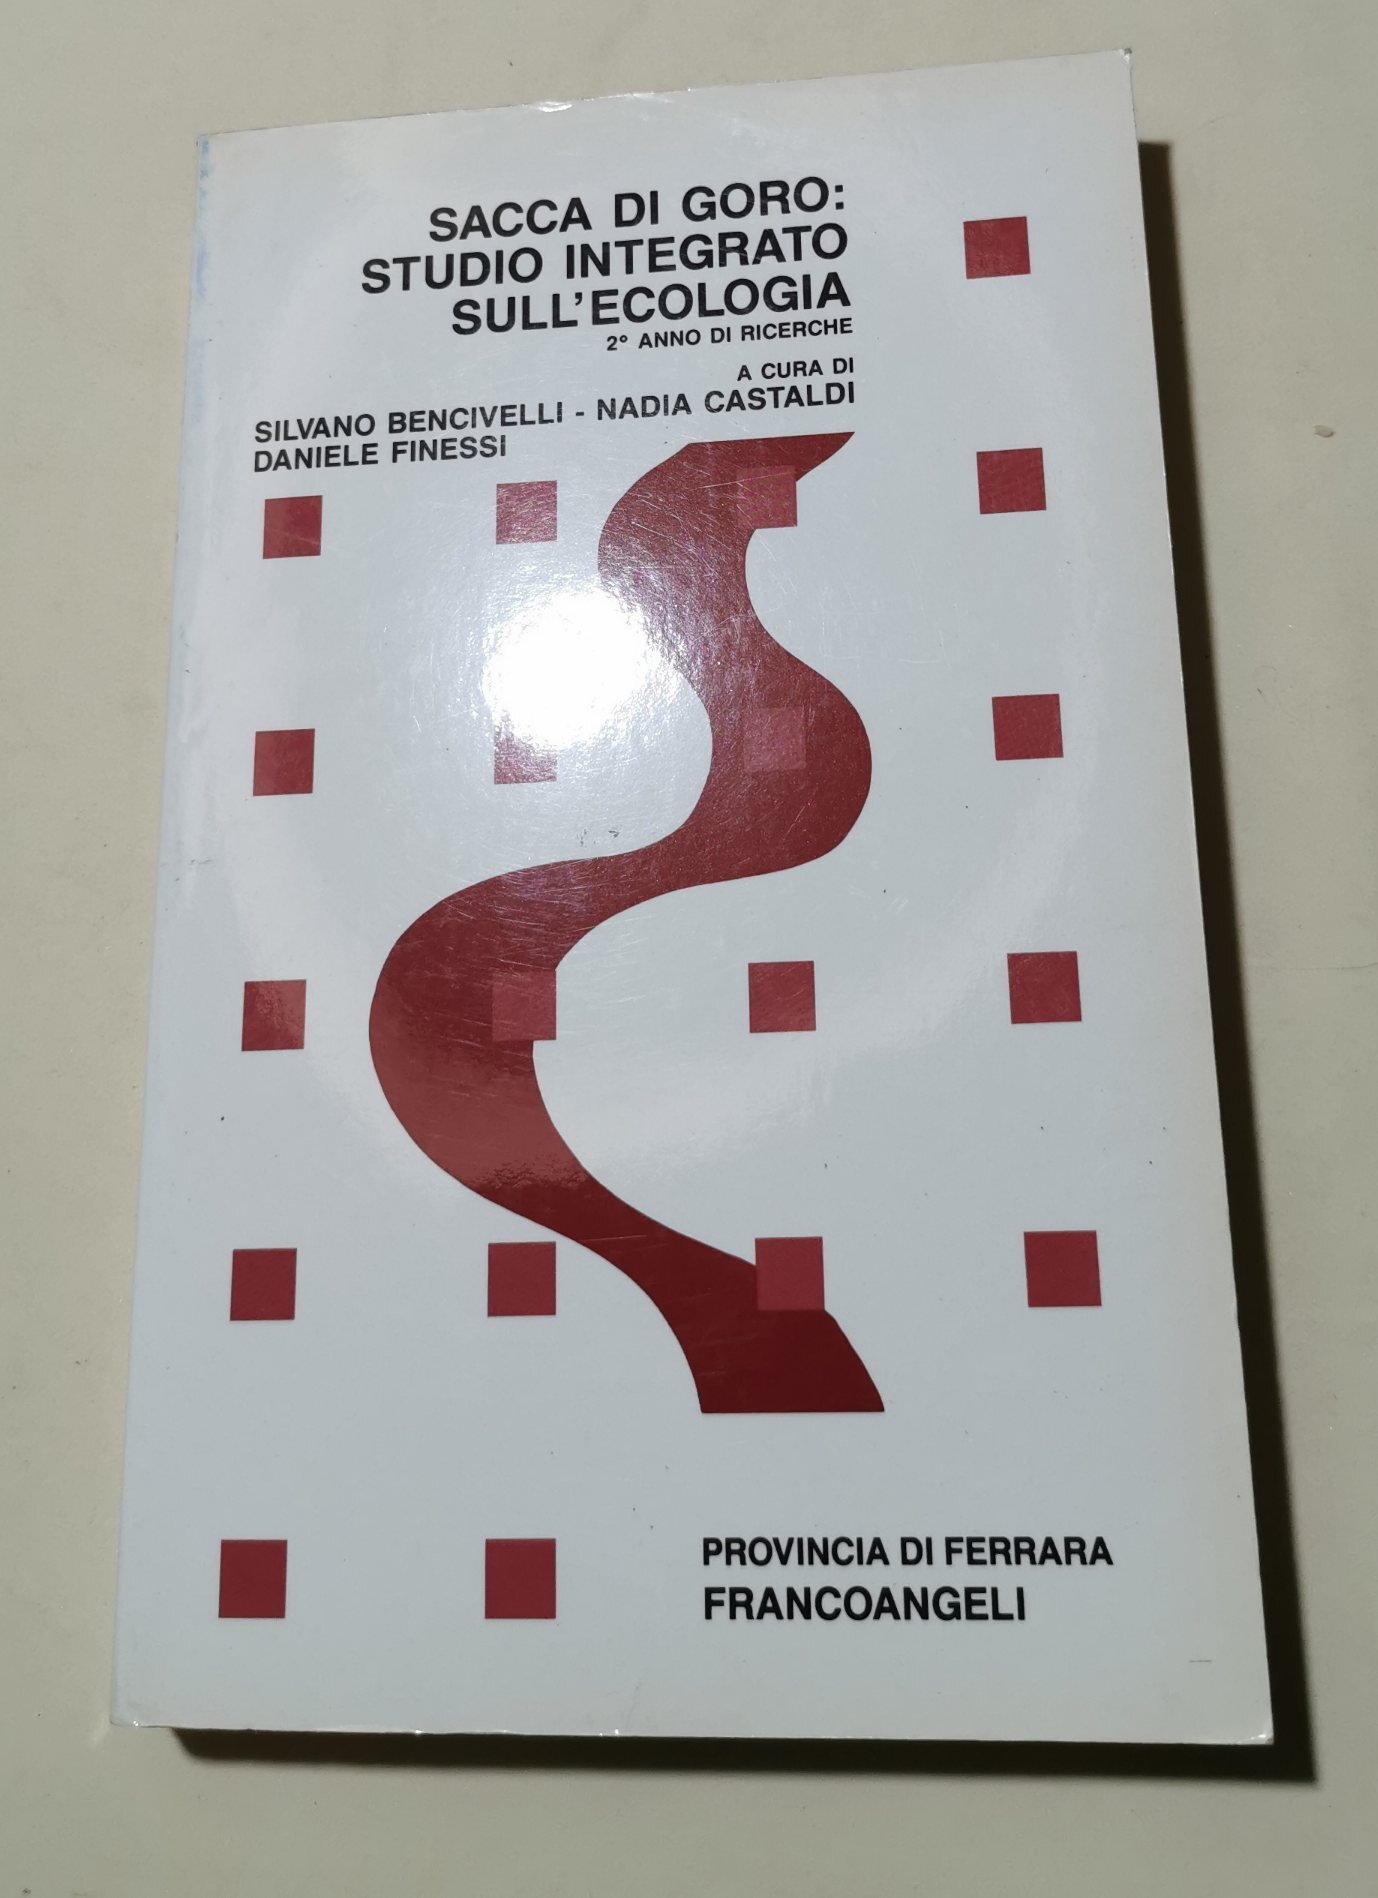 SACCA DI GORO:
STUDIO INTEGRATO
SULL'ECOLOGIA
2° ANNO DI RICERCHE
A CURA DI
SILVANO BENCIVELLI - NADIA CASTALDI
DANIELE FINESSI
PROVINCIA DI FERRARA
FRANCOANGELI